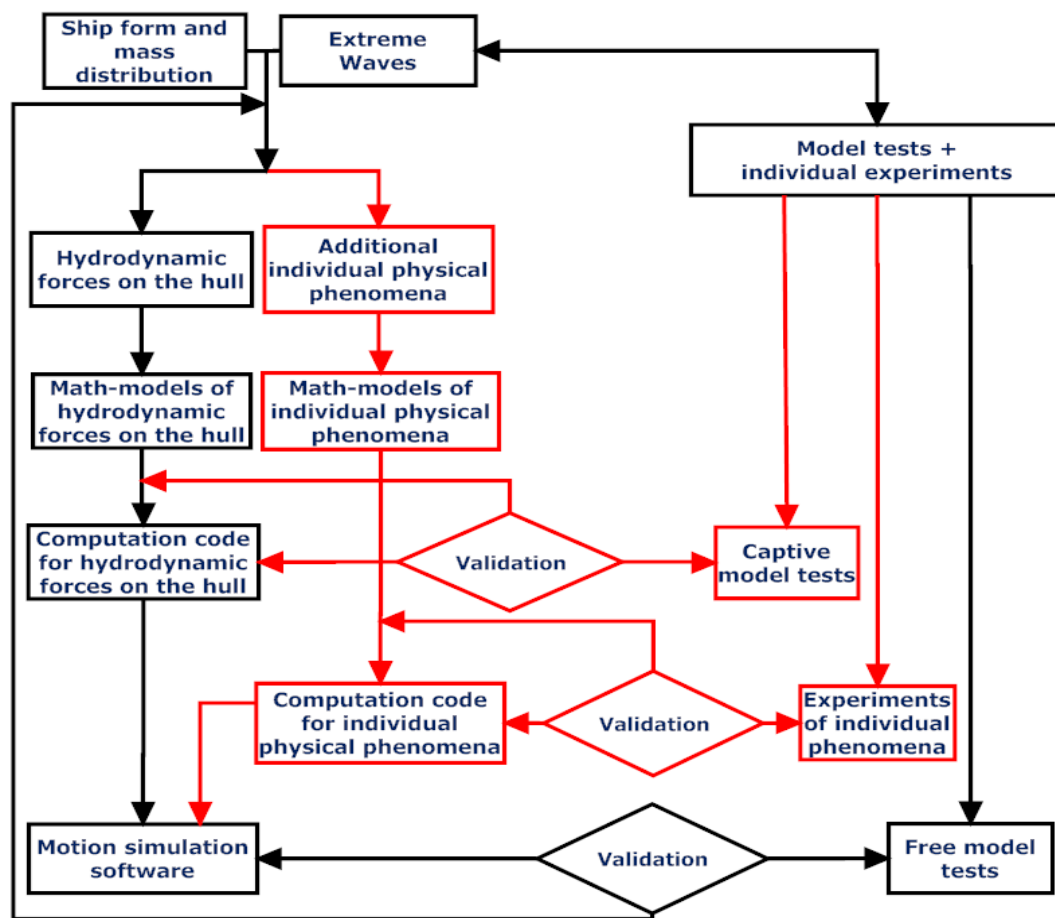 Ship form and
mass
distribution
Extreme
Waves
Model tests +
individual experiments
Hydrodynamic
forces on the hull
Additional
individual physical
phenomena
Math-models of
hydrodynamic
forces on the hull
Math-models of
individual physical
phenomena
Computation code
for hydrodynamic
forces on the hull
Validation
Captive
model tests
Computation code
for individual
physical phenomena
Validation
Experiments
of individual
phenomena
Motion simulation
software
Validation
Free model
tests